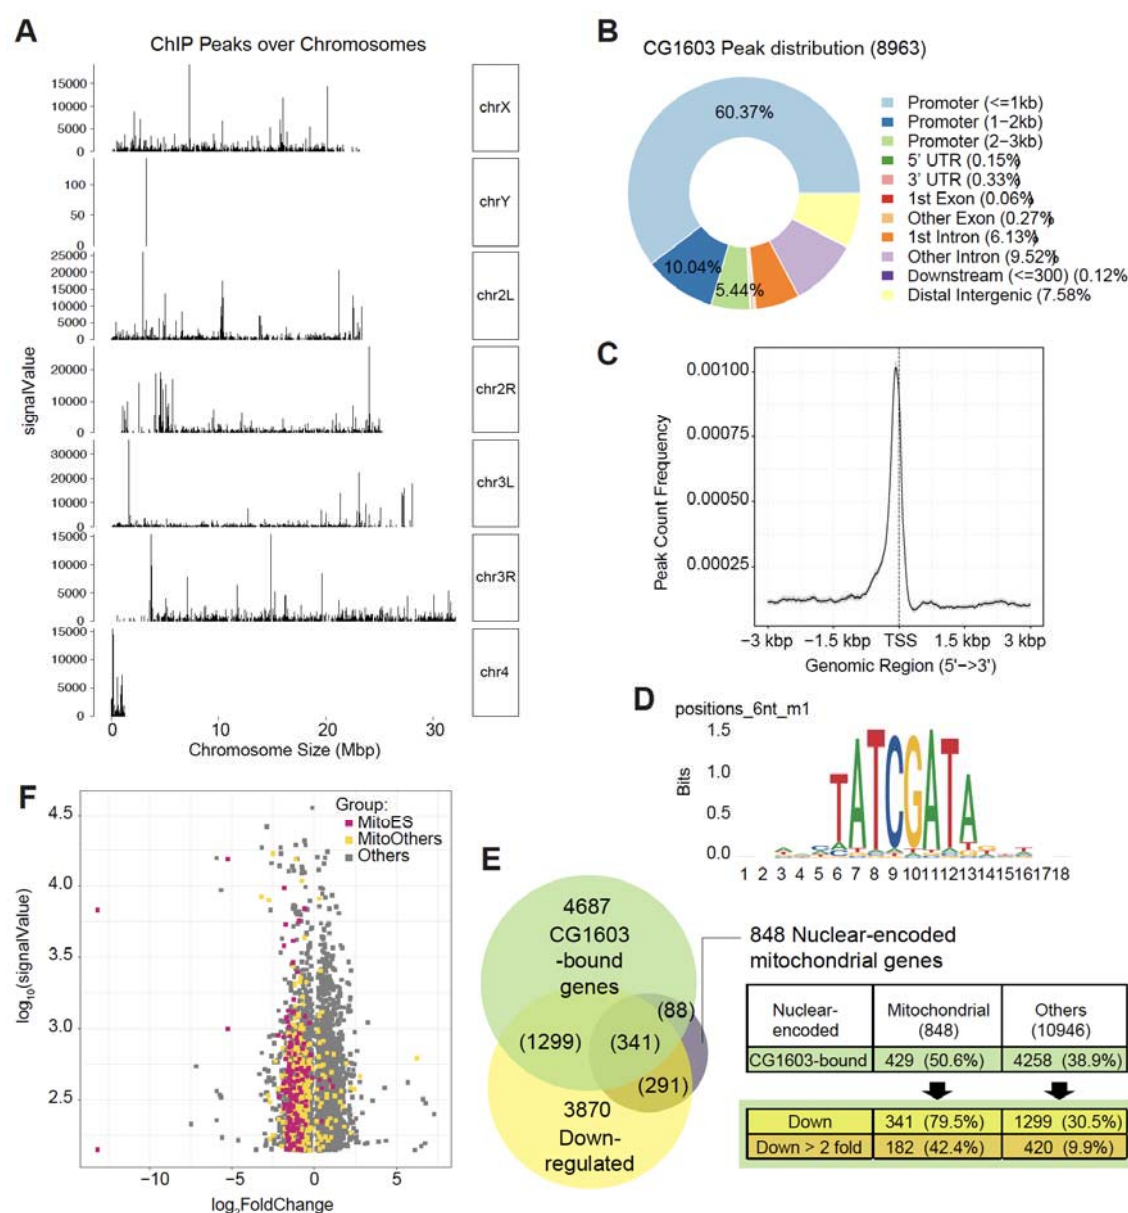 A
ChIP Peaks over Chromosomes
signalValue
15000
10000
5000
0
chrX
100
50
0
chrY
25000
20000
15000
10000
5000
0
chr2L
20000
10000
0
chr2R
30000
20000
10000
0
chr3L
15000
10000
5000
0
chr3R
15000
10000
5000
0
chr4
0 10 20 30
Chromosome Size (Mbp)
B
CG1603 Peak distribution (8963)
60.37%
10.04%
5.44%
Promoter (<=1kb)
Promoter (1-2kb)
Promoter (2-3kb)
5' UTR (0.15%)
3' UTR (0.33%)
1st Exon (0.06%)
Other Exon (0.27%)
1st Intron (6.13%)
Other Intron (9.52%)
Downstream (<=300) (0.12%)
Distal Intergenic (7.58%
C
Peak Count Frequency
0.00100
0.00075
0.00050
0.00025
−3 kbp −1.5 kbp TSS 1.5 kbp 3 kbp
Genomic Region (5'->3')
D
positions_6nt_m1
Bits
1.5
1.0
0.5
0.0
TATCGATA
1 2 3 4 5 6 7 8 9 10 11 12 13 14 15 16 17 18
E
4687
CG1603
-bound
genes
(88)
(1299)
(341)
(291)
3870
Down-
regulated
848 Nuclear-encoded
mitochondrial genes
Nuclear-
encoded
Mitochondrial
(848)
Others
(10946)
CG1603-bound 429 (50.6%) 4258 (38.9%)
Down 341 (79.5%) 1299 (30.5%)
Down > 2 fold 182 (42.4%) 420 (9.9%)
F
Group:
MitoES
MitoOthers
Others
log10(signalValue)
4.5
4.0
3.5
3.0
2.5
−10 −5 0 5
log2FoldChange